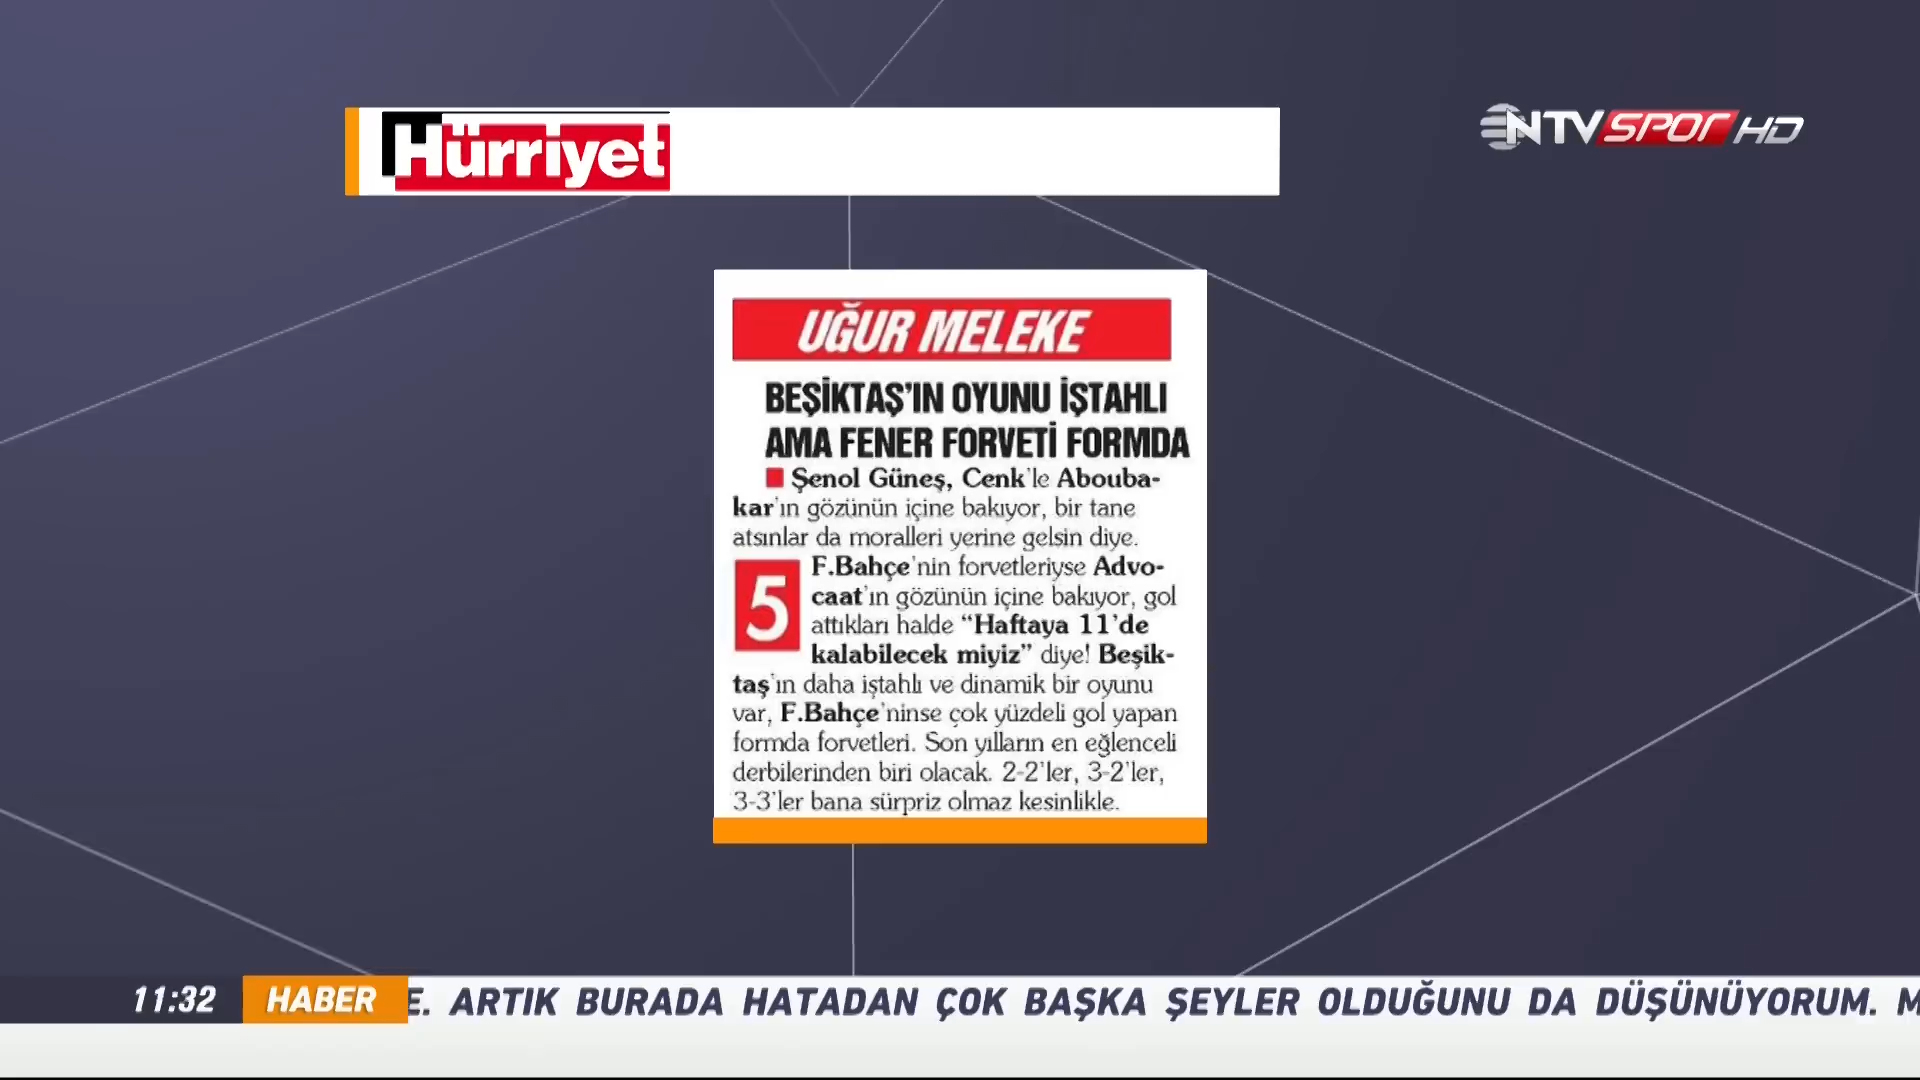 Hürriyet
NTVSPOR HD
UĞUR MELEKE
BEŞİKTAŞ'IN OYUNU İŞTAHLI
AMA FENER FORVETİ FORMDA
Şenol Güneş, Cenk'le Abouba-
kar'ın gözünün içine bakıyor, bir tane
atsınlar da moralleri yerine gelsin diye.
F.Bahçe'nin forvetleriyse Advo-
5
caat'ın gözünün içine bakıyor, gol
attıkları halde “Haftaya 11'de
kalabilecek miyiz” diye! Beşik-
taş'ın daha iştahlı ve dinamik bir oyunu
var, F.Bahçe'ninse çok yüzdeli gol yapan
formda forvetleri. Son yılların en eğlenceli
derbilerinden biri olacak. 2-2'ler, 3-2'ler,
3-3'ler bana sürpriz olmaz kesinlikle.
11:32 HABER E. ARTIK BURADA HATADAN ÇOK BAŞKA ŞEYLER OLDUĞUNU DA DÜŞÜNÜYORUM. M